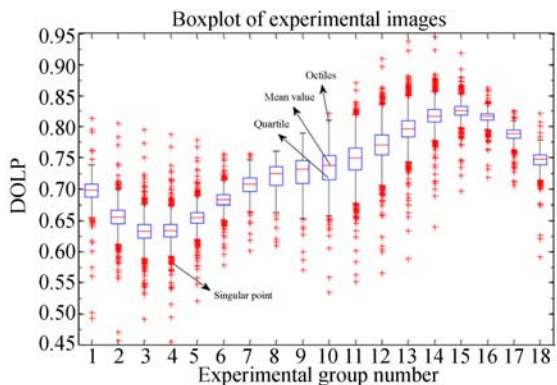 Boxplot of experimental images
0.95
0.90
0.85
0.80
0.75
0.70
0.65
0.60
0.55
0.50
0.45
DOLP
Octiles
Mean value
Quartile
Singular point
1 2 3 4 5 6 7 8 9 10 11 12 13 14 15 16 17 18
Experimental group number